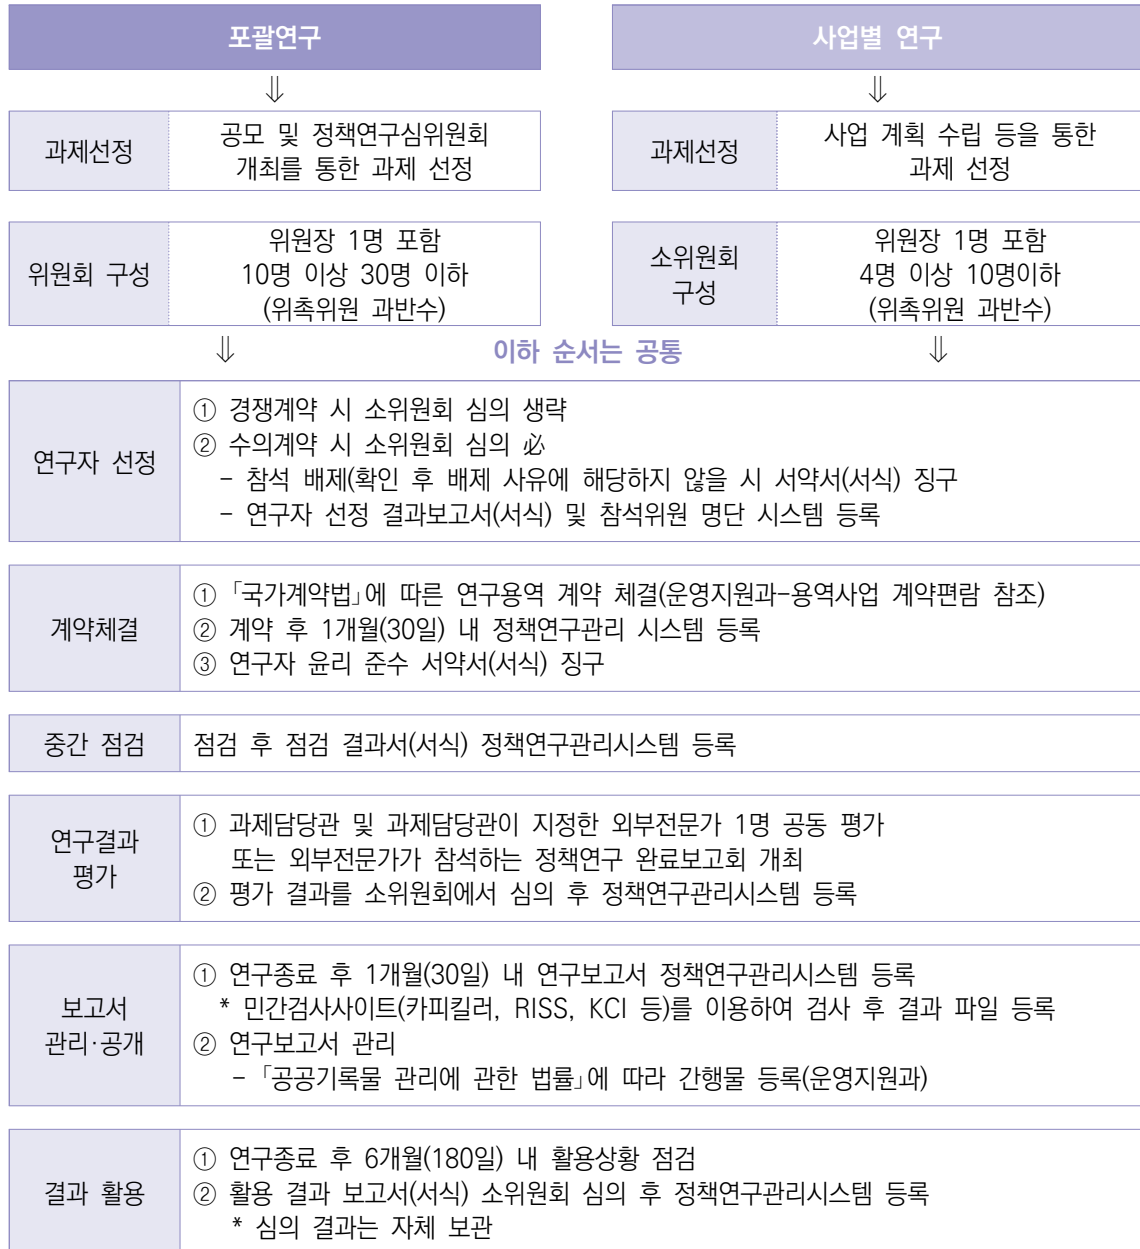 포괄연구
사업별 연구
⇓
⇓
과제선정
공모 및 정책연구심위원회
개최를 통한 과제 선정
과제선정
사업 계획 수립 등을 통한
과제 선정
위원회 구성
위원장 1명 포함
10명 이상 30명 이하
(위촉위원 과반수)
소위원회
구성
위원장 1명 포함
4명 이상 10명이하
(위촉위원 과반수)
⇓ 이하 순서는 공통 ⇓
연구자 선정
① 경쟁계약 시 소위원회 심의 생략
② 수의계약 시 소위원회 심의 必
- 참석 배제(확인 후 배제 사유에 해당하지 않을 시 서약서(서식) 징구
- 연구자 선정 결과보고서(서식) 및 참석위원 명단 시스템 등록
계약체결
① 「국가계약법」에 따른 연구용역 계약 체결(운영지원과-용역사업 계약편람 참조)
② 계약 후 1개월(30일) 내 정책연구관리 시스템 등록
③ 연구자 윤리 준수 서약서(서식) 징구
중간 점검
점검 후 점검 결과서(서식) 정책연구관리시스템 등록
연구결과
평가
① 과제담당관 및 과제담당관이 지정한 외부전문가 1명 공동 평가
또는 외부전문가가 참석하는 정책연구 완료보고회 개최
② 평가 결과를 소위원회에서 심의 후 정책연구관리시스템 등록
보고서
관리·공개
① 연구종료 후 1개월(30일) 내 연구보고서 정책연구관리시스템 등록
* 민간검사사이트(카피킬러, RISS, KCI 등)를 이용하여 검사 후 결과 파일 등록
② 연구보고서 관리
- 「공공기록물 관리에 관한 법률」에 따라 간행물 등록(운영지원과)
결과 활용
① 연구종료 후 6개월(180일) 내 활용상황 점검
② 활용 결과 보고서(서식) 소위원회 심의 후 정책연구관리시스템 등록
* 심의 결과는 자체 보관